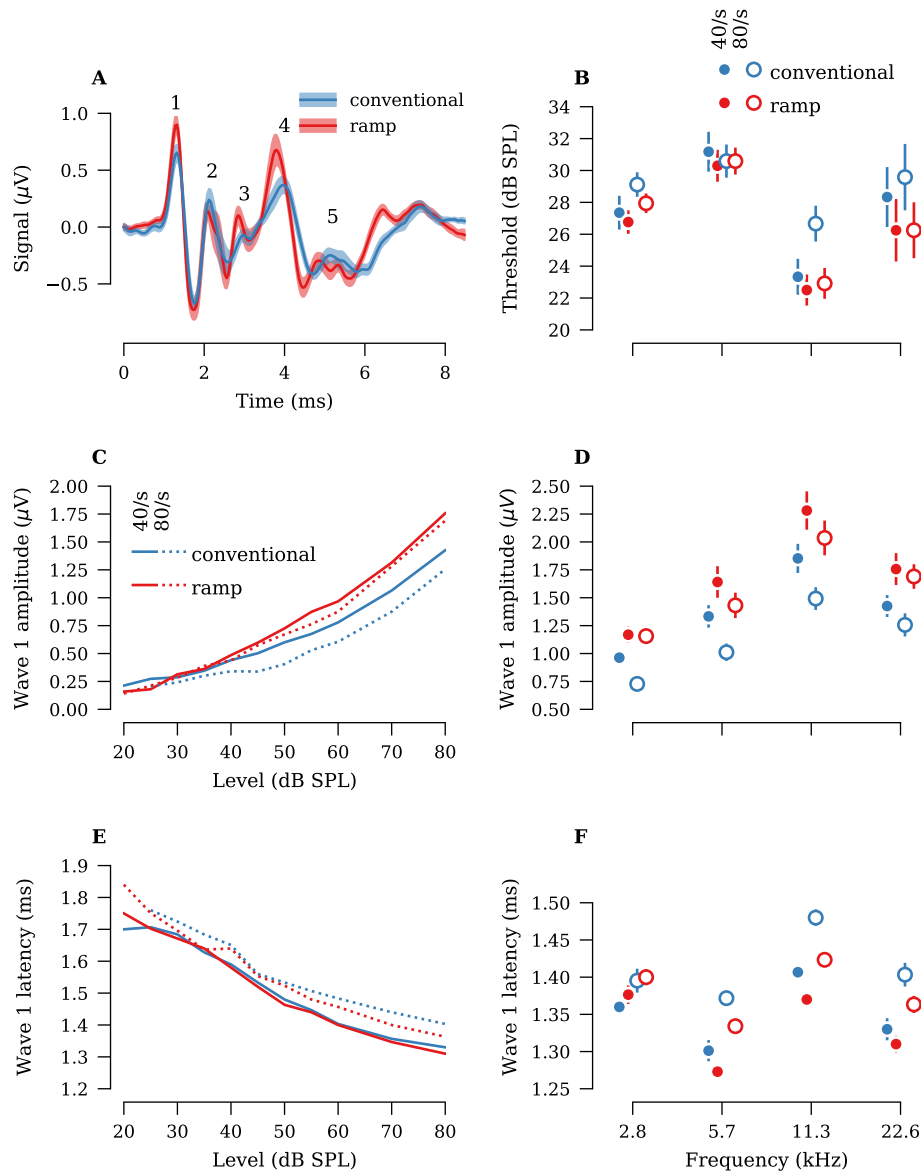 A
1
2
3
4
5
conventional
ramp
Signal (μV)
1.0
0.5
0.0
−0.5
0
2
4
6
8
Time (ms)
40/s
80/s
B
conventional
ramp
Threshold (dB SPL)
34
32
30
28
26
24
22
20
C
40/s
80/s
conventional
ramp
Wave 1 amplitude (μV)
2.00
1.75
1.50
1.25
1.00
0.75
0.50
0.25
0.00
20
30
40
50
60
70
80
Level (dB SPL)
D
Wave 1 amplitude (μV)
2.50
2.25
2.00
1.75
1.50
1.25
1.00
0.75
0.50
E
Wave 1 latency (ms)
1.9
1.8
1.7
1.6
1.5
1.4
1.3
1.2
20
30
40
50
60
70
80
Level (dB SPL)
F
Wave 1 latency (ms)
1.50
1.45
1.40
1.35
1.30
1.25
2.8
5.7
11.3
22.6
Frequency (kHz)